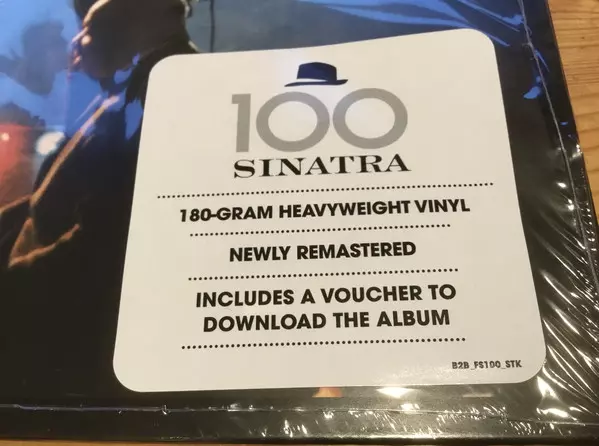 100
SINATRA
180-GRAM HEAVYWEIGHT VINYL
NEWLY REMASTERED
INCLUDES A VOUCHER TO
DOWNLOAD THE ALBUM
B2B_FS100_STK